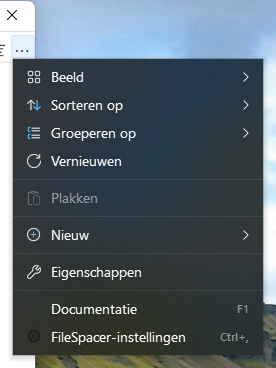 Beeld
Sorteren op
Groeperen op
Vernieuwen
Plakken
Nieuw
Eigenschappen
Documentatie F1
FileSpacer-instellingen Ctrl+,